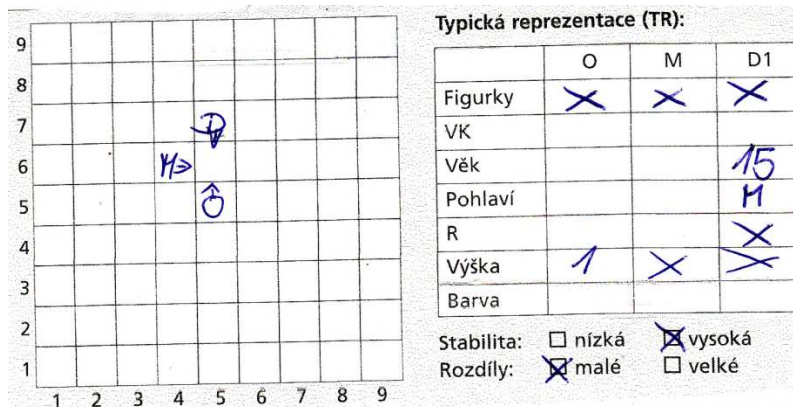 Typická reprezentace (TR):
O M D1
Figurky X X X
VK
Věk 15
Pohlaví M
R X
Výška 1 X X
Barva
Stabilita: nízká vysoká
Rozdíly: malé velké
9
8
7 D
6 M
5 O
4
3
2
1
1 2 3 4 5 6 7 8 9